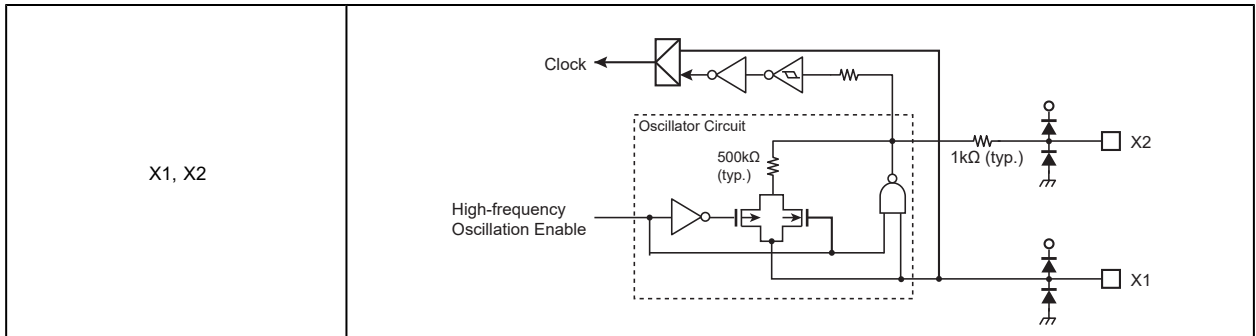 X1, X2
Clock
Oscillator Circuit
500kΩ
(typ.)
1kΩ (typ.)
X2
High-frequency
Oscillation Enable
X1